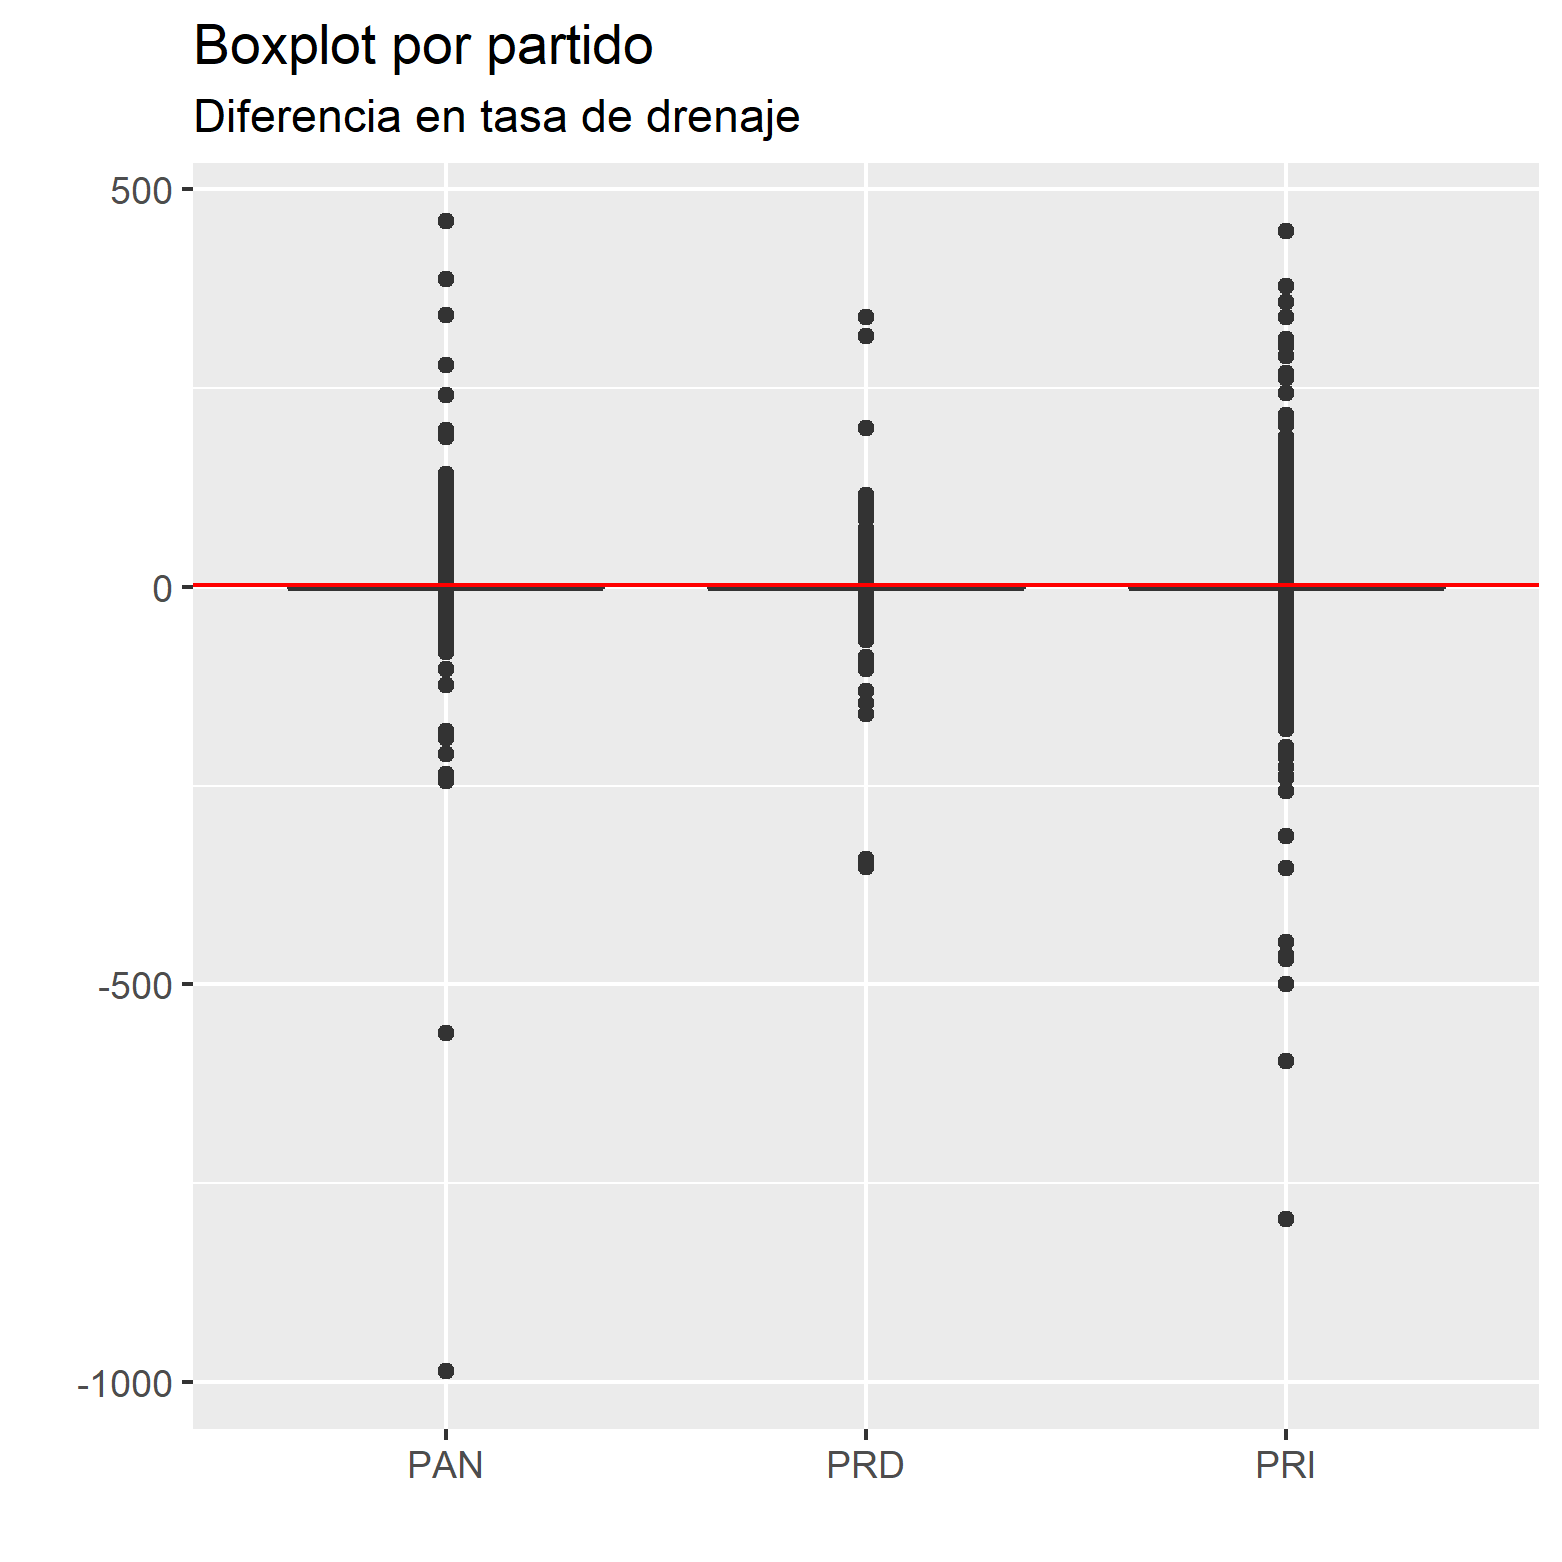 Boxplot por partido
Diferencia en tasa de drenaje
500
0
-500
-1000
PAN PRD PRI